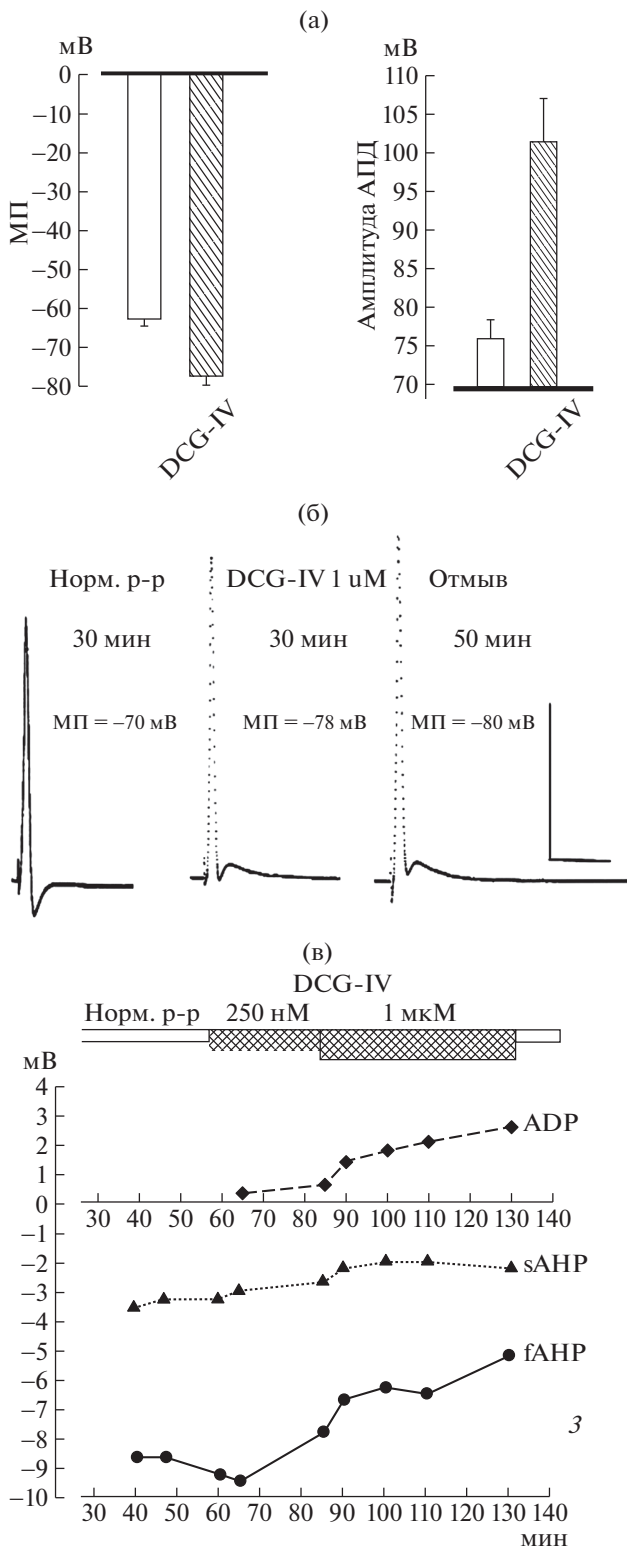 (а)
мВ
0
−10
−20
−30
−40
−50
−60
−70
−80
МП
DCG-IV
мВ
110
105
100
95
90
85
80
75
70
Амплитуда АПД
DCG-IV
(б)
Норм. р-р DCG-IV 1 uM Отмыв
30 мин 30 мин 50 мин
МП = −70 мВ МП = −78 мВ МП = −80 мВ
(в)
DCG-IV
Норм. р-р 250 нМ 1 мкМ
мВ
4
3
2
1
0
−1
−2
−3
−4
−5
−6
−7
−8
−9
−10
ADP
30 40 50 60 70 80 90 100 110 120 130 140
sAHP
fAHP
3
30 40 50 60 70 80 90 100 110 120 130 140
мин